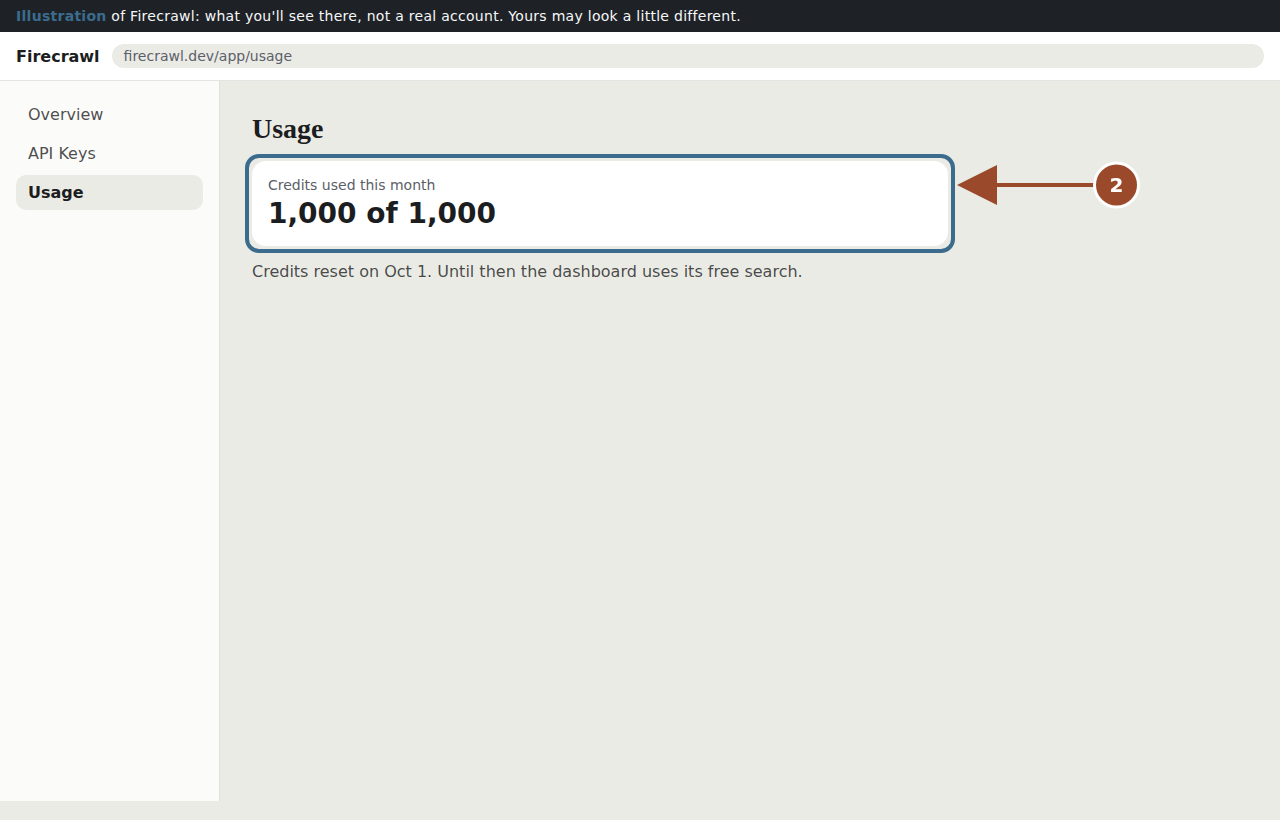 Illustration of Firecrawl: what you'll see there, not a real account. Yours may look a little different.
Firecrawl
firecrawl.dev/app/usage
Overview
API Keys
Usage
Usage
Credits used this month
1,000 of 1,000
2
Credits reset on Oct 1. Until then the dashboard uses its free search.